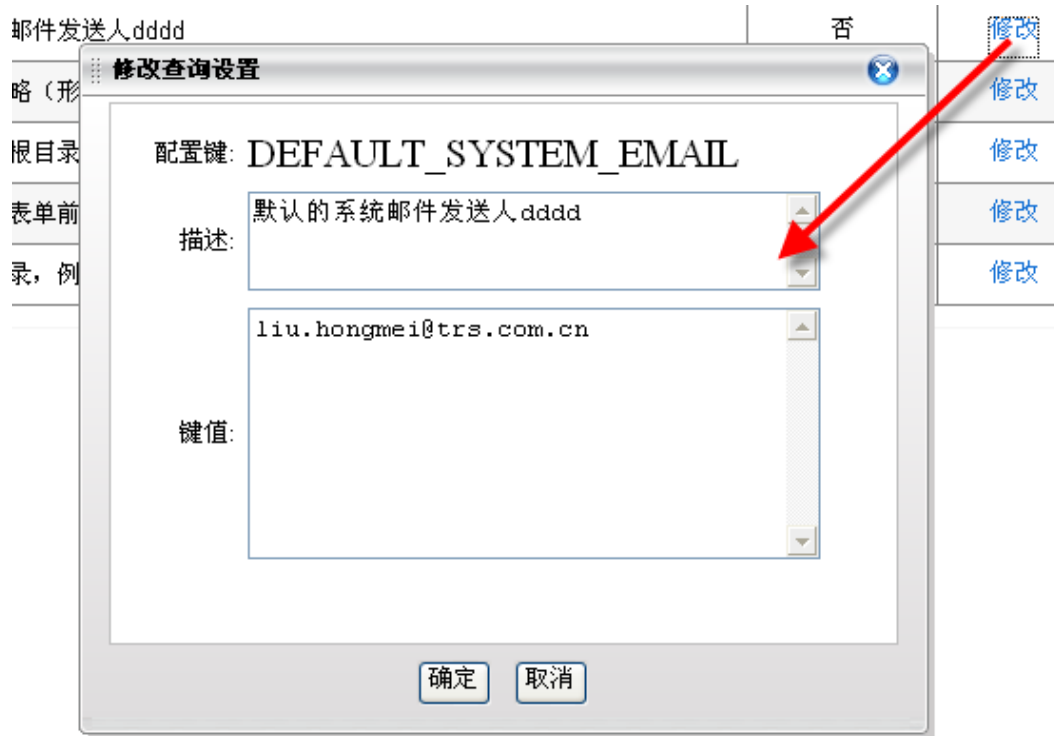 邮件发送人dddd 否 修改
修改查询设置
略（形 修改
配置键: DEFAULT_SYSTEM_EMAIL
根目录 修改
表单前 修改
描述: 默认的系统邮件发送人dddd
录，例 修改
键值: liu.hongmei@trs.com.cn
确定 取消